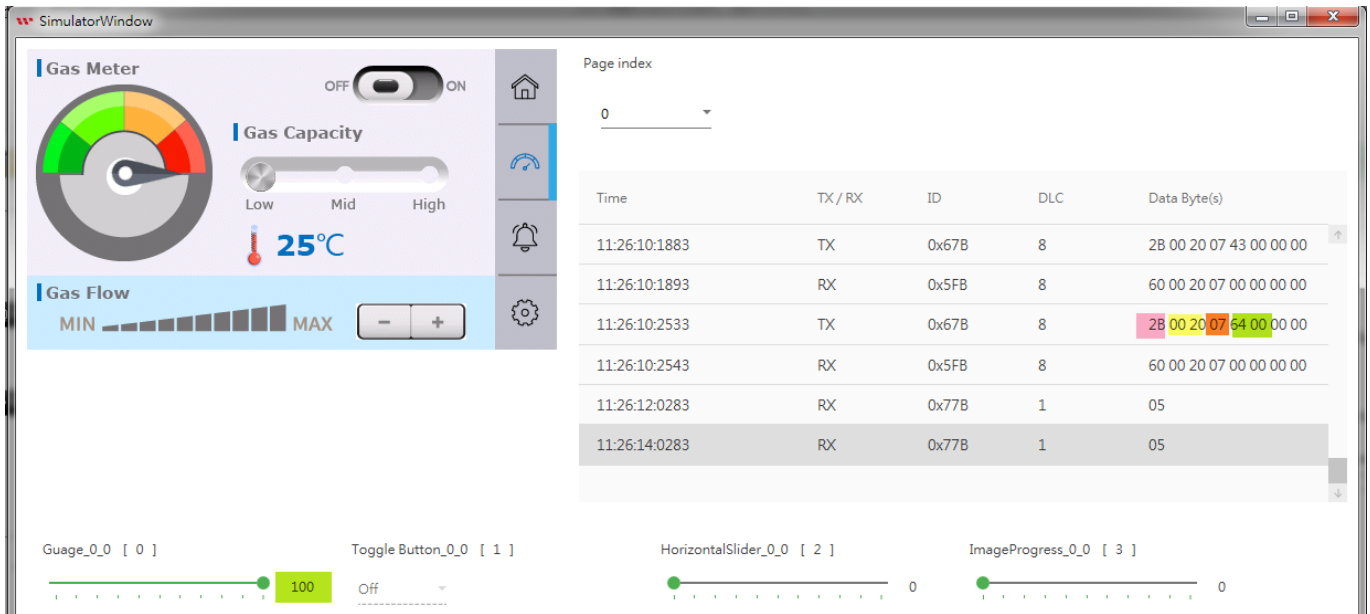 SimulatorWindow
Gas Meter
OFF ON
Gas Capacity
Low Mid High
25°C
Gas Flow
MIN MAX
- +
Page index
0
Time TX / RX ID DLC Data Byte(s)
11:26:10:1883 TX 0x67B 8 2B 00 20 07 43 00 00 00
11:26:10:1893 RX 0x5FB 8 60 00 20 07 00 00 00 00
11:26:10:2533 TX 0x67B 8 2B 00 20 07 64 00 00 00
11:26:10:2543 RX 0x5FB 8 60 00 20 07 00 00 00 00
11:26:12:0283 RX 0x77B 1 05
11:26:14:0283 RX 0x77B 1 05
Guage_0_0 [ 0 ] Toggle Button_0_0 [ 1 ] HorizontalSlider_0_0 [ 2 ] ImageProgress_0_0 [ 3 ]
100 Off 0 0